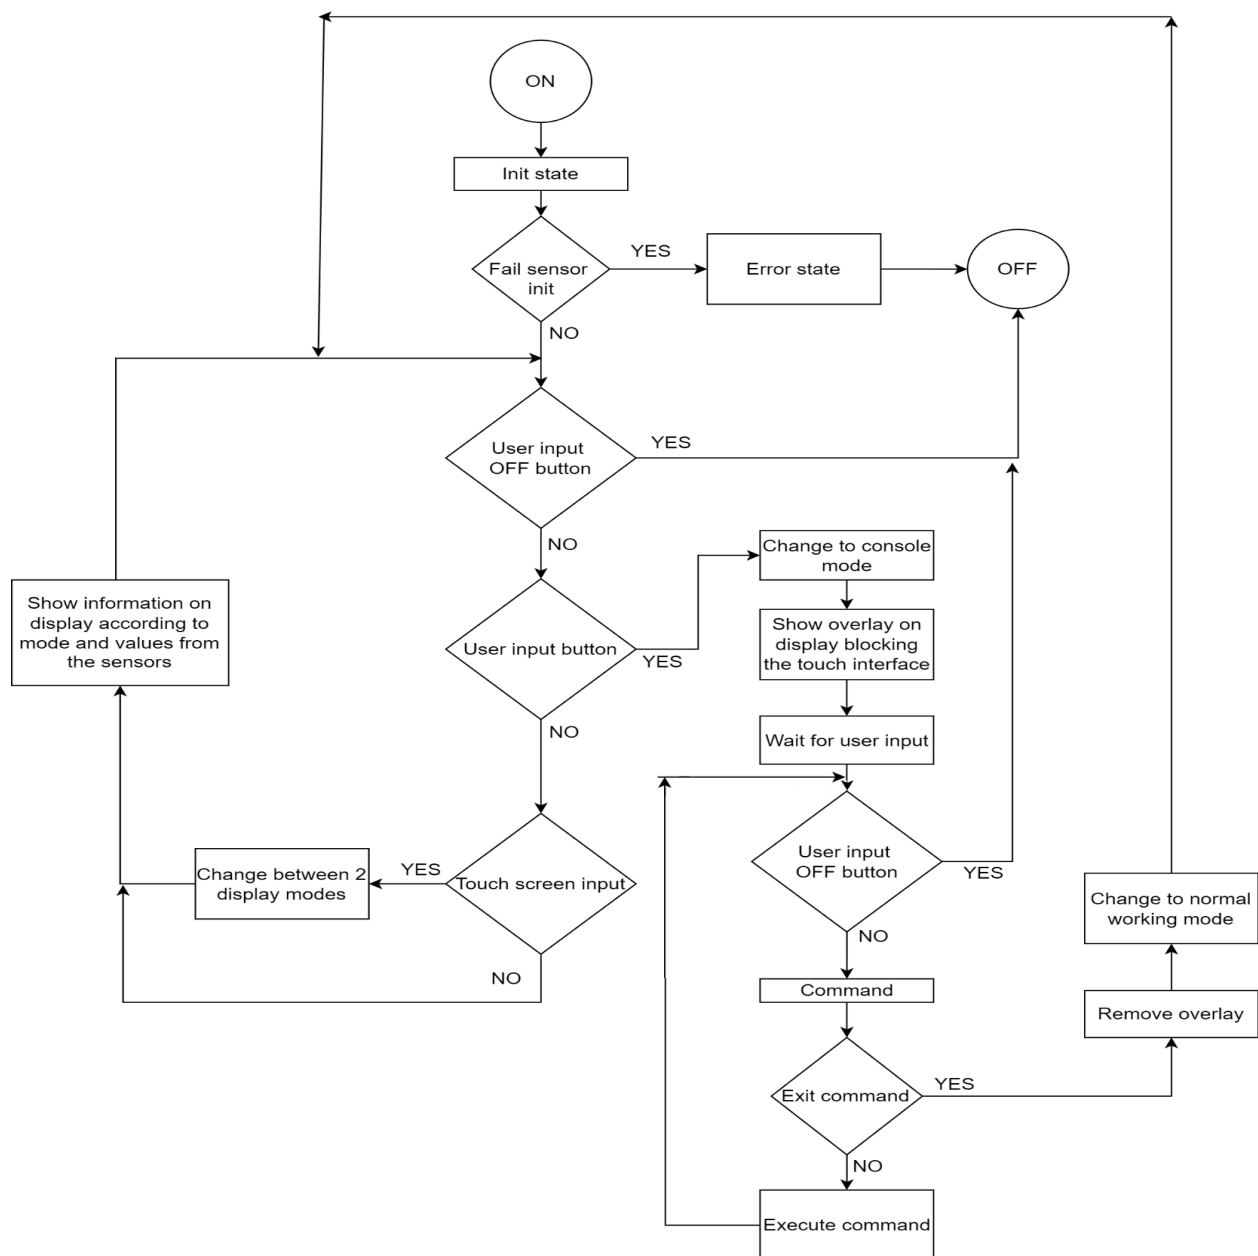 ON
Init state
Fail sensor
init
YES
Error state
OFF
NO
User input
OFF button
YES
NO
User input button
YES
Change to console
mode
Show overlay on
display blocking
the touch interface
Wait for user input
Show information on
display according to
mode and values from
the sensors
NO
Touch screen input
YES
Change between 2
display modes
NO
User input
OFF button
YES
NO
Command
Exit command
YES
Remove overlay
Change to normal
working mode
NO
Execute command